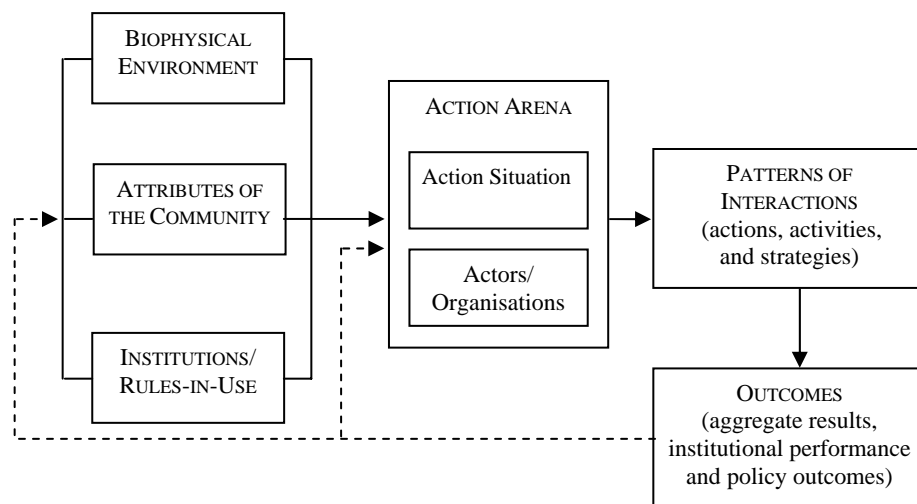 BIOPHYSICAL
ENVIRONMENT
ATTRIBUTES OF
THE COMMUNITY
INSTITUTIONS/
RULES-IN-USE
ACTION ARENA
Action Situation
Actors/
Organisations
PATTERNS OF
INTERACTIONS
(actions, activities,
and strategies)
OUTCOMES
(aggregate results,
institutional performance
and policy outcomes)